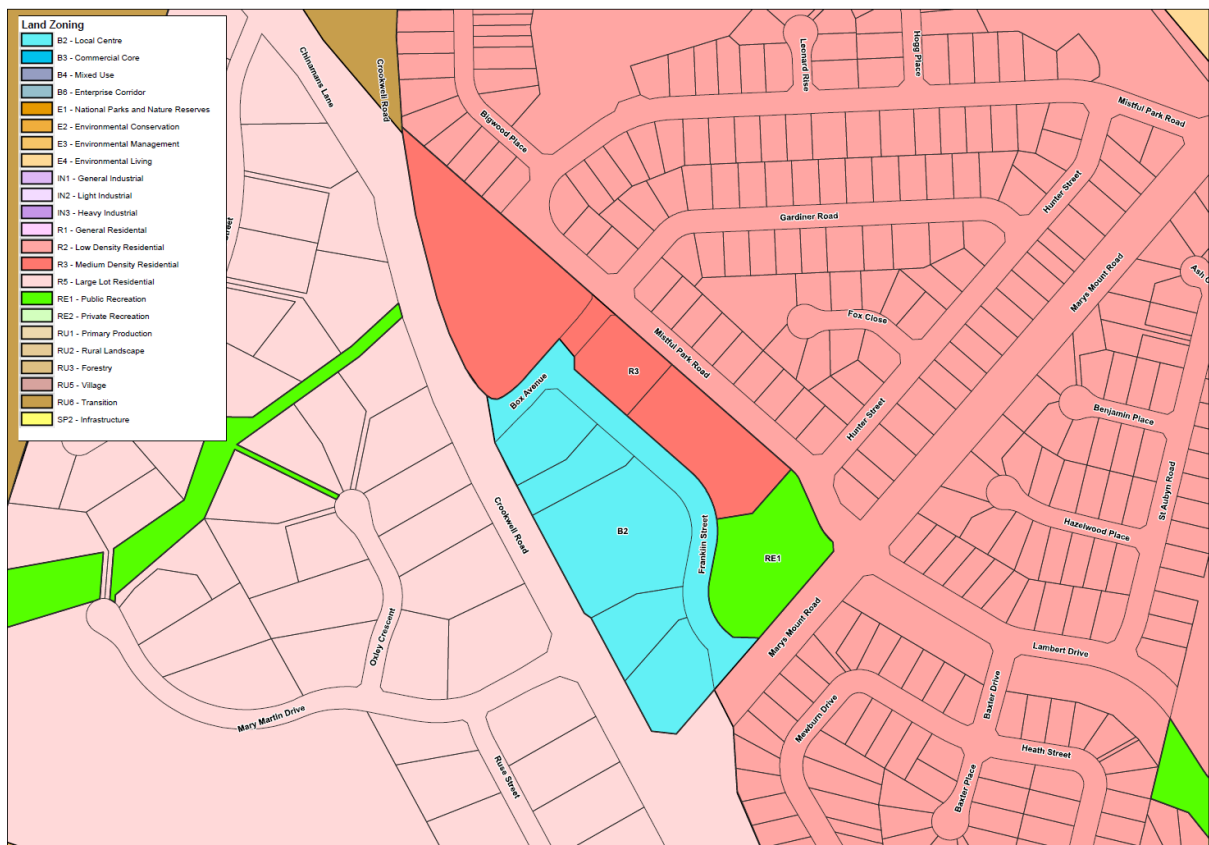 Land Zoning
B2 - Local Centre
B3 - Commercial Core
B4 - Mixed Use
B6 - Enterprise Corridor
E1 - National Parks and Nature Reserves
E2 - Environmental Conservation
E3 - Environmental Management
E4 - Environmental Living
IN1 - General Industrial
IN2 - Light Industrial
IN3 - Heavy Industrial
R1 - General Residental
R2 - Low Density Residential
R3 - Medium Density Residential
R5 - Large Lot Residential
RE1 - Public Recreation
RE2 - Private Recreation
RU1 - Primary Production
RU2 - Rural Landscape
RU3 - Forestry
RU5 - Village
RU6 - Transition
SP2 - Infrastructure
Chinamans Lane
Crookwell Road
Bigwood Place
Leonard Rise
Hogg Place
Mistful Park Road
Hunter Street
Gardiner Road
Marys Mount Road
Fox Close
Mistful Park Road
R3
Box Avenue
Hunter Street
Benjamin Place
St Aubyn Road
Crookwell Road
B2
Franklin Street
RE1
Hazelwood Place
Marys Mount Road
Lambert Drive
Oxley Crescent
Mary Martin Drive
Ruse Street
Mewburn Drive
Baxter Drive
Heath Street
Baxter Place